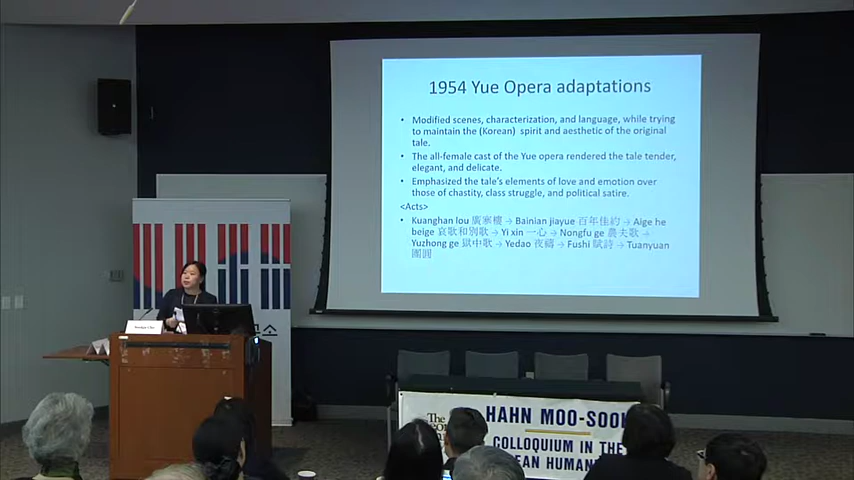 1954 Yue Opera adaptations
• Modified scenes, characterization, and language, while trying
to maintain the (Korean) spirit and aesthetic of the original
tale.
• The all-female cast of the Yue opera rendered the tale tender,
elegant, and delicate.
• Emphasized the tale's elements of love and emotion over
those of chastity, class struggle, and political satire.
<Acts>
• Kuanghan lou 廣寒樓 → Bainian jiayue 百年佳約 → Aige he
beige 哀歌和別歌 → Yi xin 一心 → Nongfu ge 農夫歌 →
Yuzhong ge 獄中歌 → Yedao 夜禱 → Fushi 賦詩 → Tuanyuan
團圓
소
The
HAHN MOO-SOOK
COLLOQUIUM IN THE
HUMAN